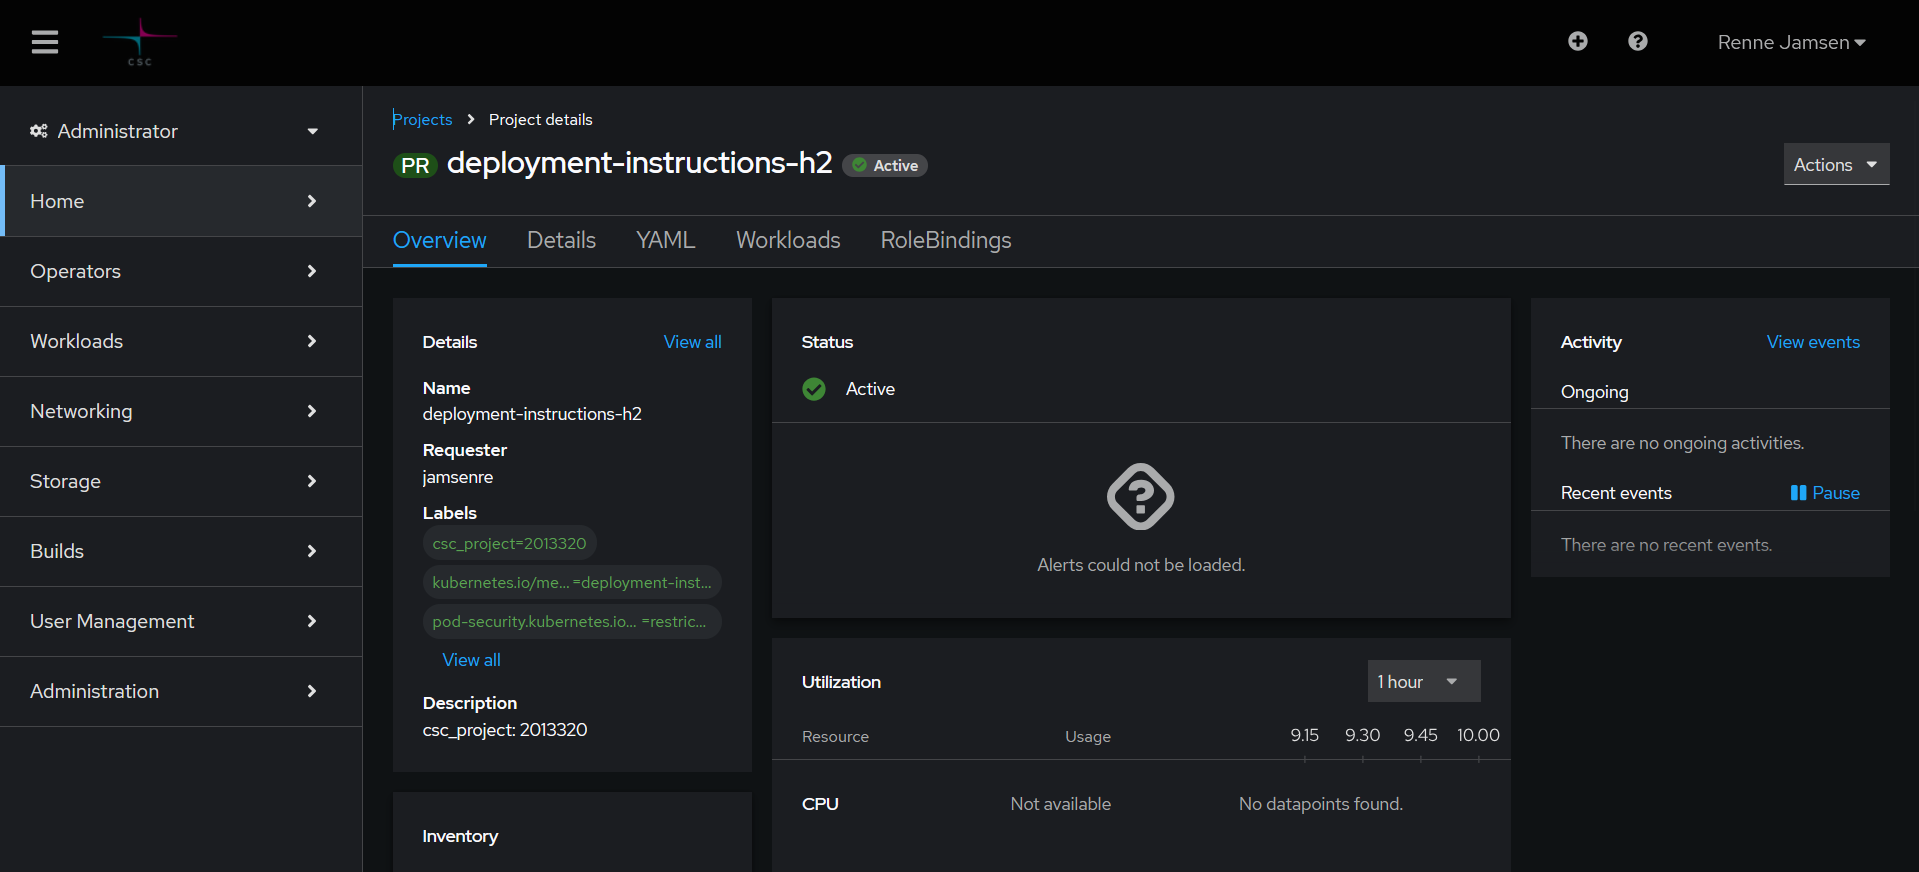 csc
Renne Jamsen
Administrator
Home
Operators
Workloads
Networking
Storage
Builds
User Management
Administration
Projects > Project details
PR deployment-instructions-h2 Active
Actions
Overview Details YAML Workloads RoleBindings
Details View all
Name
deployment-instructions-h2
Requester
jamsenre
Labels
csc_project=2013320
kubernetes.io/me... =deployment-inst...
pod-security.kubernetes.io... =restric...
View all
Description
csc_project: 2013320
Inventory
Status
Active
?
Alerts could not be loaded.
Utilization 1 hour
Resource Usage 9.15 9.30 9.45 10.00
CPU Not available No datapoints found.
Activity View events
Ongoing
There are no ongoing activities.
Recent events Pause
There are no recent events.